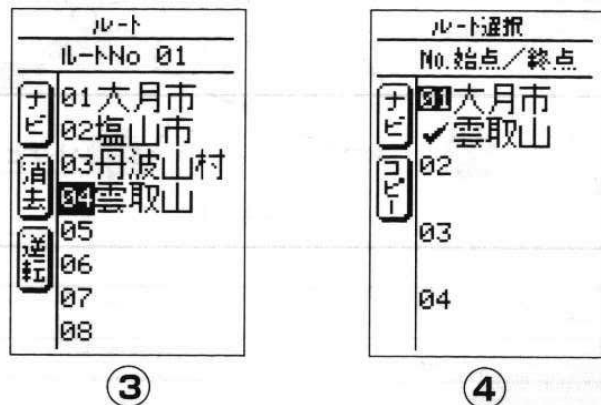 ルート
ルートNo 01
ナビ
消去
逆転
01大月市
02塩山市
03丹波山村
04雲取山
05
06
07
08
③
ルート選択
No.始点／終点
ナビ
コピー
01大月市
✓雲取山
02
03
04
④